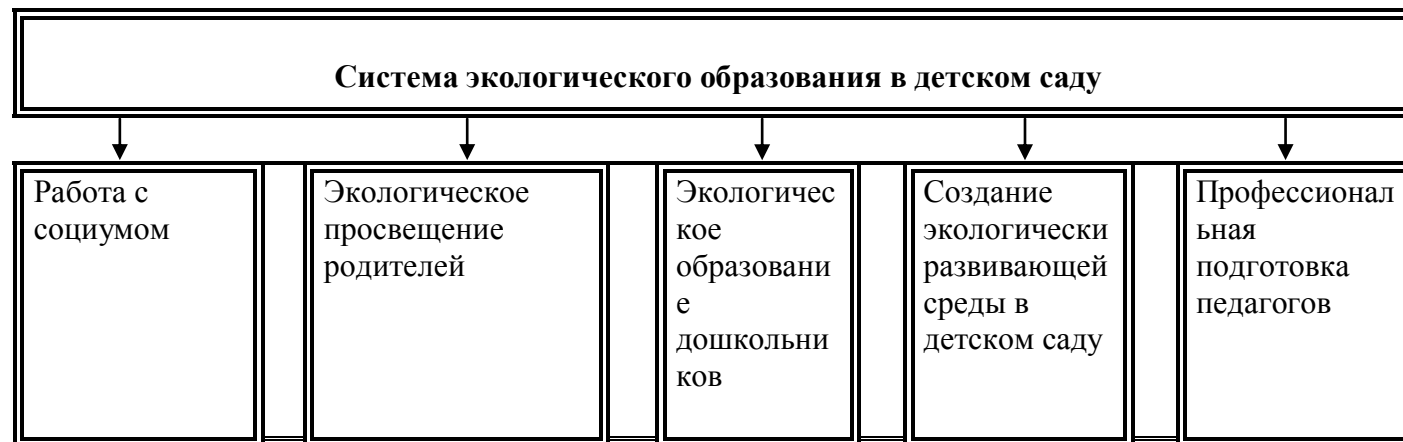 Система экологического образования в детском саду
Работа с
социумом
Экологическое
просвещение
родителей
Экологичес
кое
образовани
е
дошкольни
ков
Создание
экологически
развивающей
среды в
детском саду
Профессионал
ьная
подготовка
педагогов